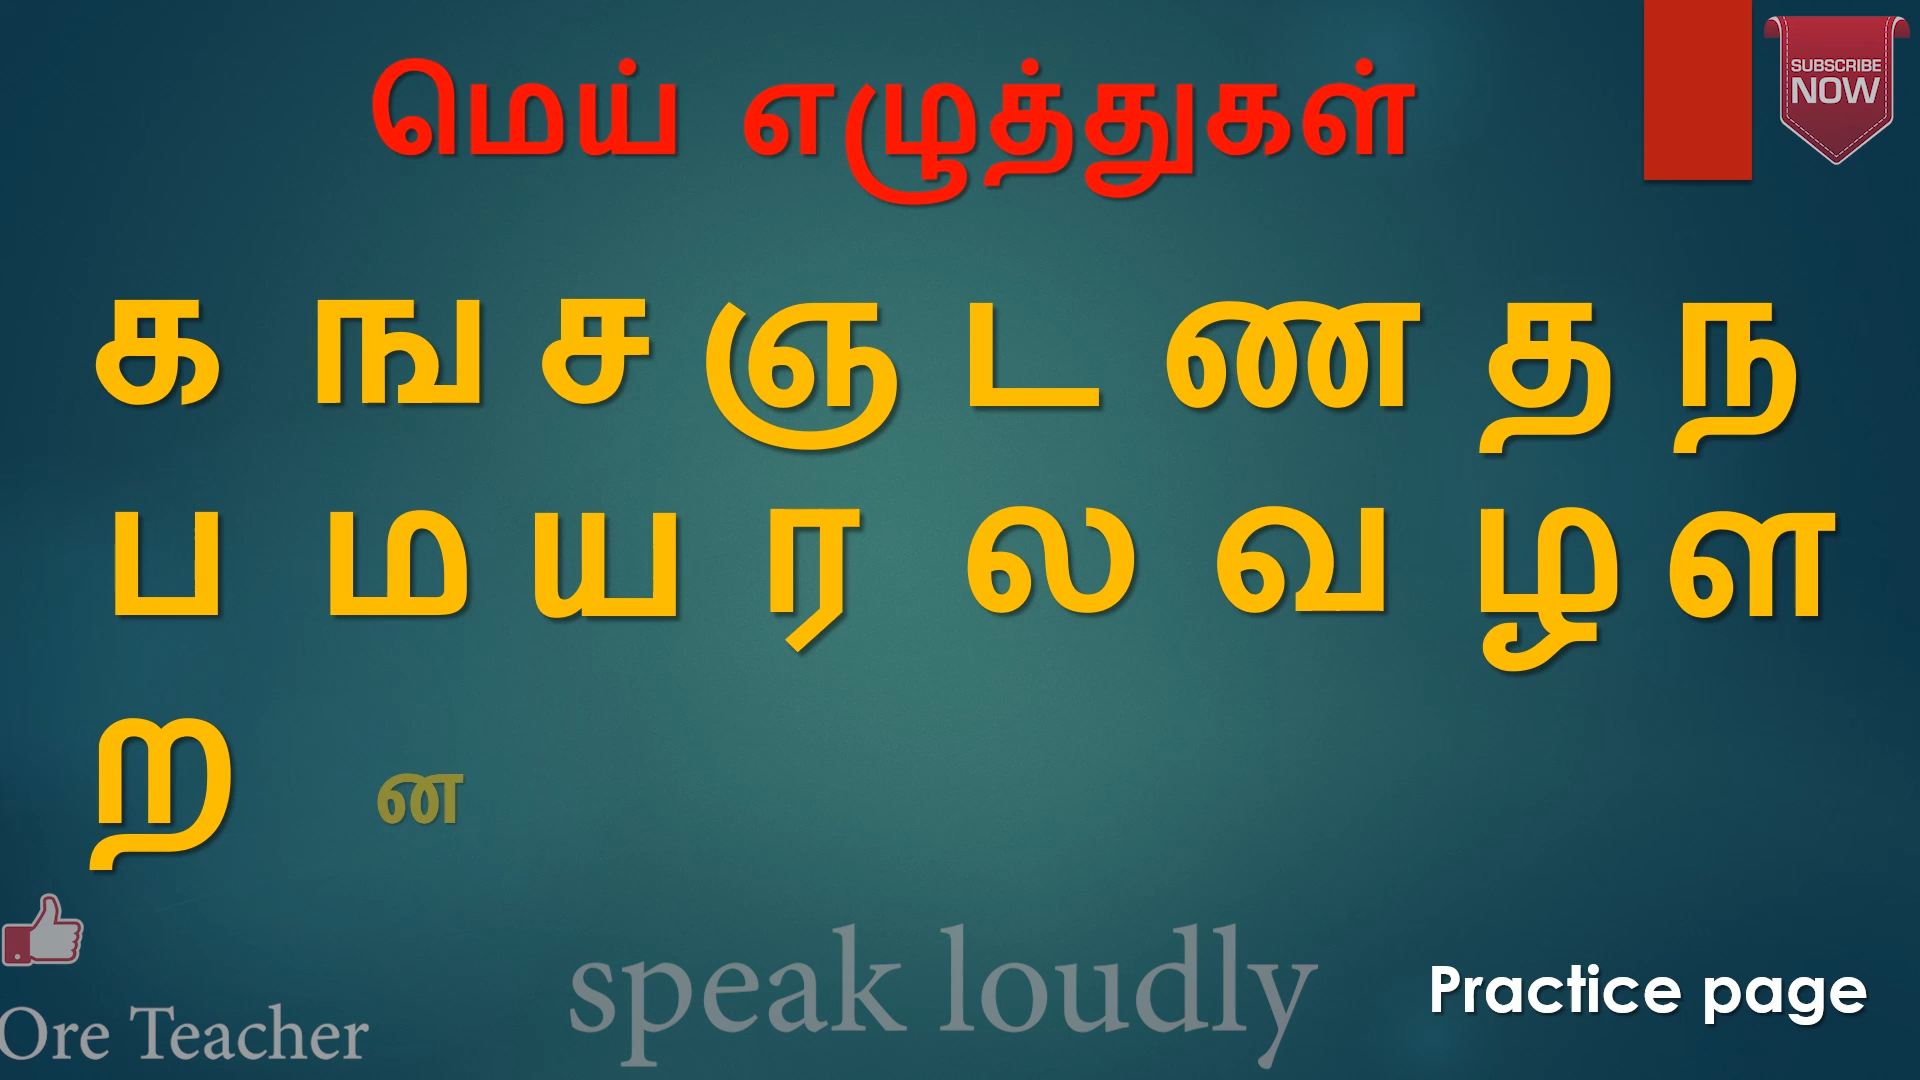 மெய் எழுத்துகள்
SUBSCRIBE
NOW
க ங ச ஞ ட ண த ந
ப ம ய ர ல வ ழ ள
ற ன
speak loudly
Practice page
Ore Teacher